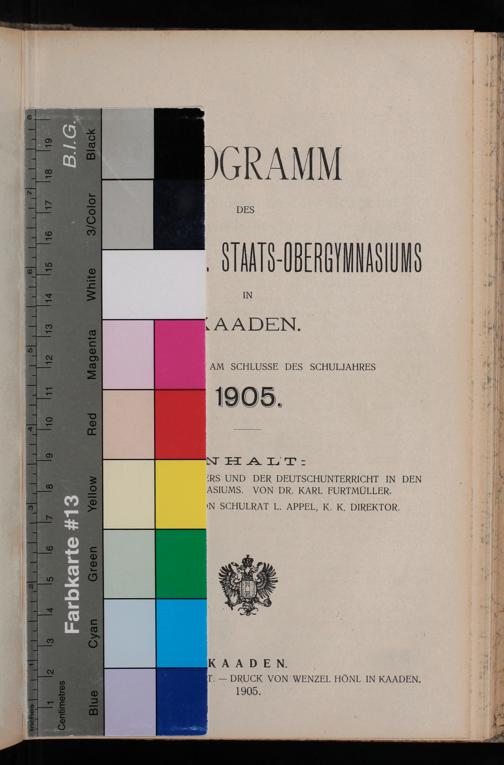 B.I.G.
Farbkarte #13
Black
3/Color
White
Magenta
Red
Yellow
Green
Cyan
Blue
Centimetres
OGRAMM
DES
STAATS-OBERGYMNASIUMS
IN
KAADEN.
AM SCHLUSSE DES SCHULJAHRES
1905.
NHALT:
ERS UND DER DEUTSCHUNTERRICHT IN DEN
ASIUMS. VON DR. KARL FURTMÜLLER.
ON SCHULRAT L. APPEL, K. K. DIREKTOR.
KAADEN.
T. — DRUCK VON WENZEL HÖNL IN KAADEN.
1905.